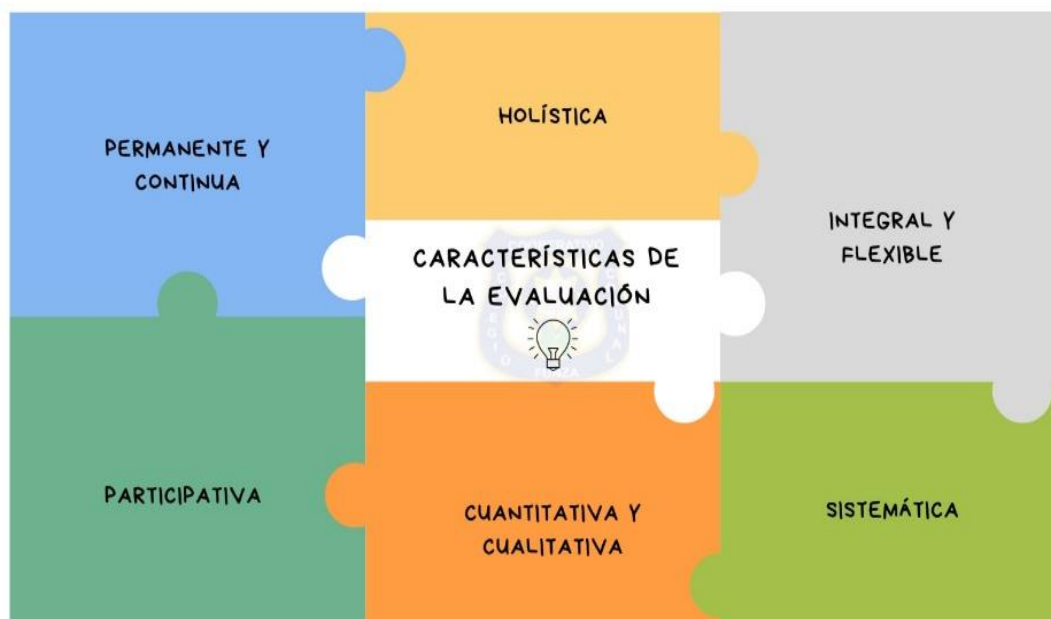 PERMANENTE Y
CONTINUA
HOLÍSTICA
INTEGRAL Y
FLEXIBLE
CARACTERÍSTICAS DE
LA EVALUACIÓN
PARTICIPATIVA
CUANTITATIVA Y
CUALITATIVA
SISTEMÁTICA